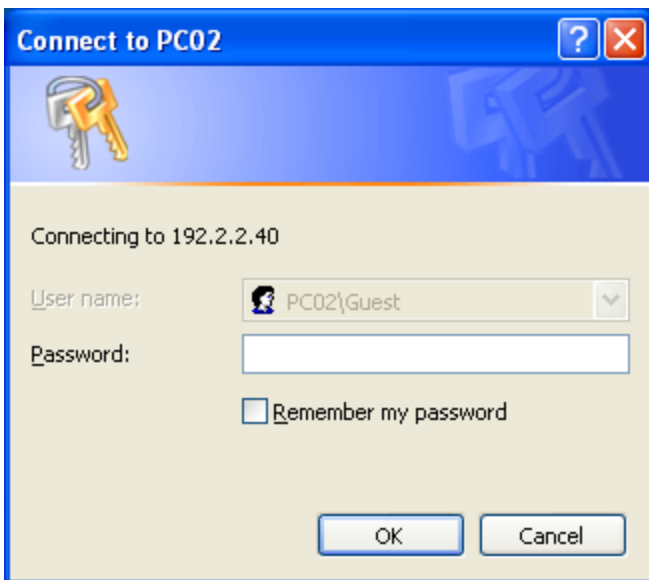 Connect to PC02
Connecting to 192.2.2.40
User name: PC02\Guest
Password:
Remember my password
OK Cancel